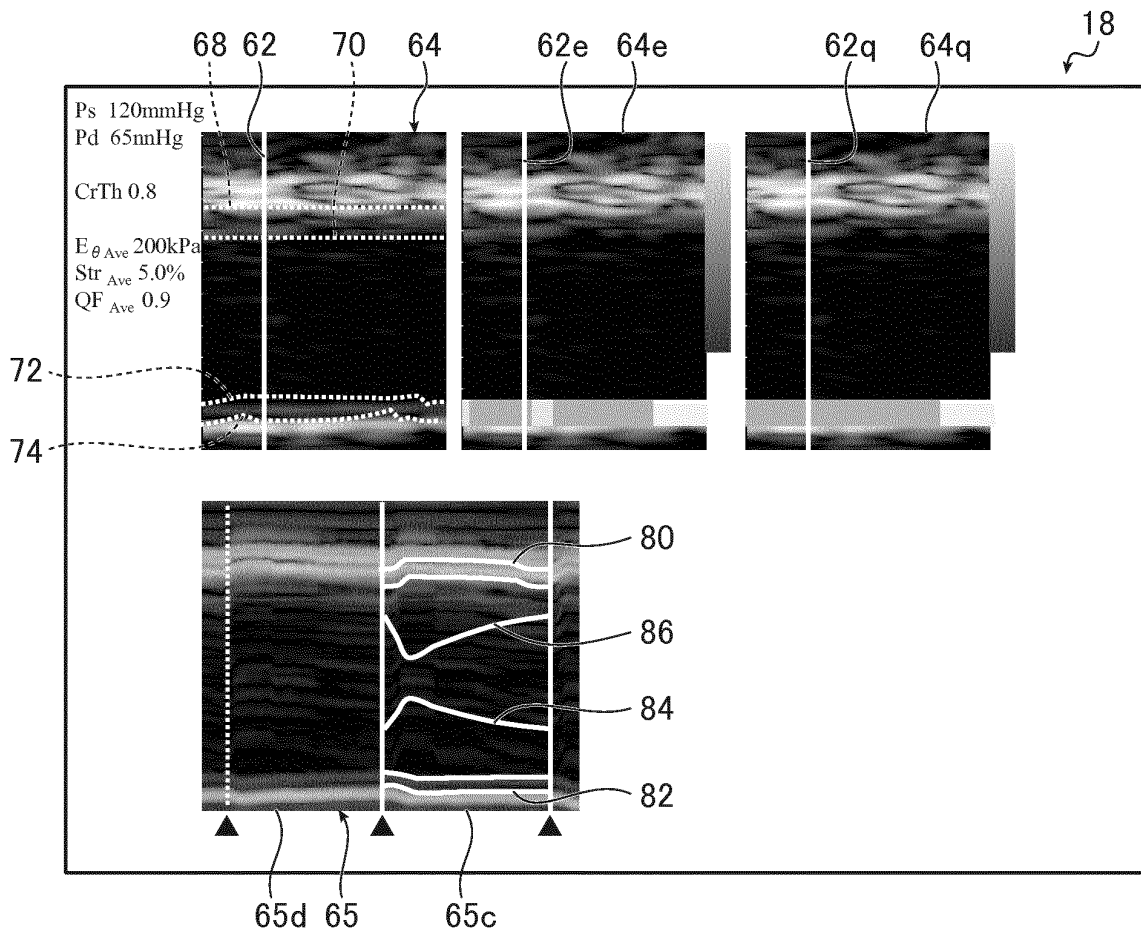 18
68 62 70 64 62e 64e 62q 64q
Ps 120mmHg
Pd 65nnHg
CrTh 0.8
E θ Ave 200kPa
Str Ave 5.0%
QF Ave 0.9
72
74
80
86
84
82
65d 65 65c